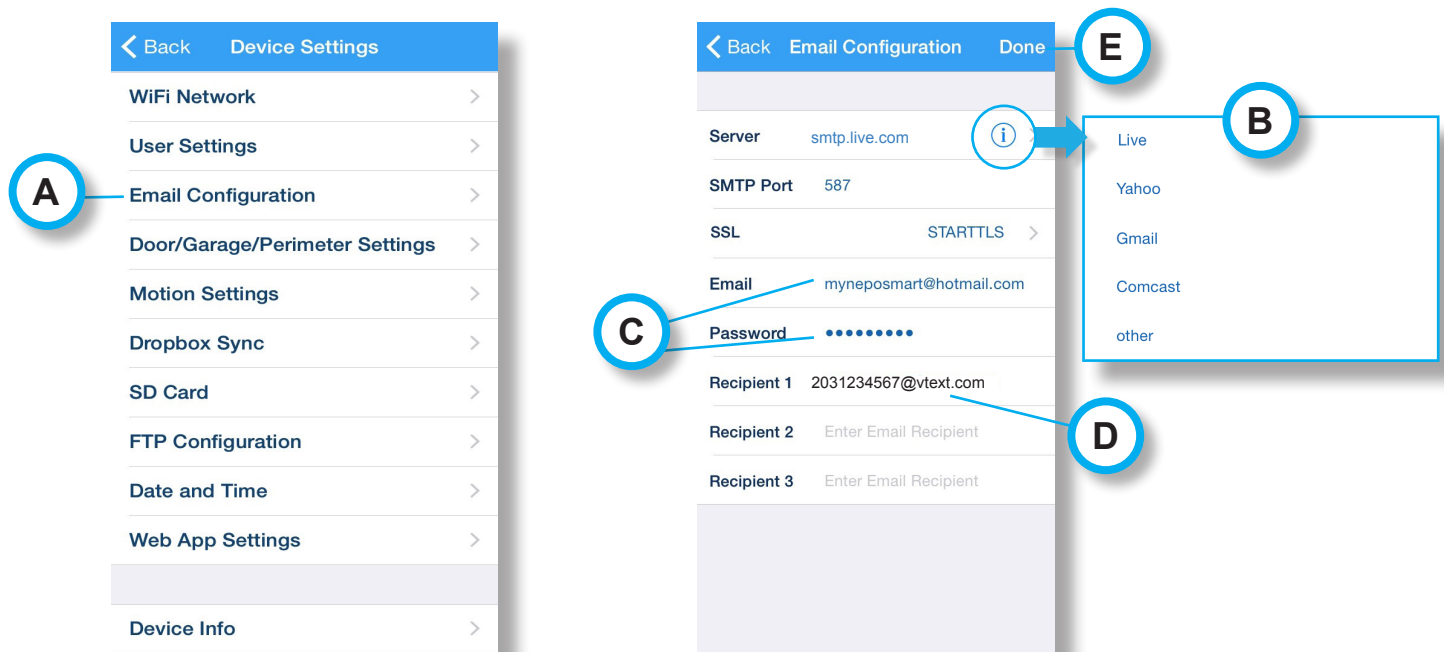 Back Device Settings
WiFi Network
User Settings
A
Email Configuration
Door/Garage/Perimeter Settings
Motion Settings
Dropbox Sync
SD Card
FTP Configuration
Date and Time
Web App Settings
Device Info
Back Email Configuration Done
E
Server smtp.live.com i
SMTP Port 587
SSL STARTTLS
Email myneposmart@hotmail.com
C
Password •••••••••
Recipient 1 2031234567@vtext.com
D
Recipient 2 Enter Email Recipient
Recipient 3 Enter Email Recipient
B
Live
Yahoo
Gmail
Comcast
other